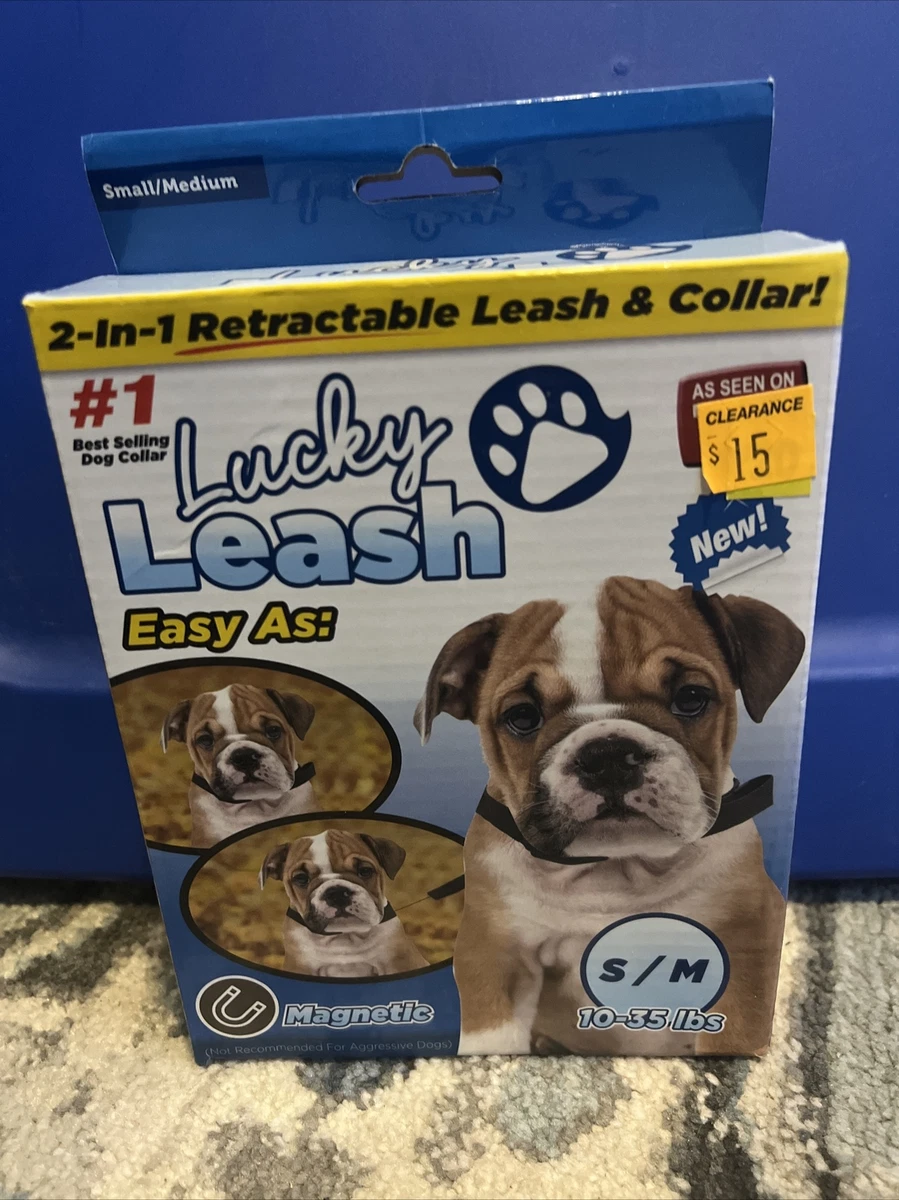 Small/Medium
2-In-1 Retractable Leash & Collar!
#1
Best Selling
Dog Collar
Lucky
Leash
AS SEEN ON
CLEARANCE
$15
New!
Easy As:
S/M
10-35 lbs
Magnetic
(Not Recommended For Aggressive Dogs)